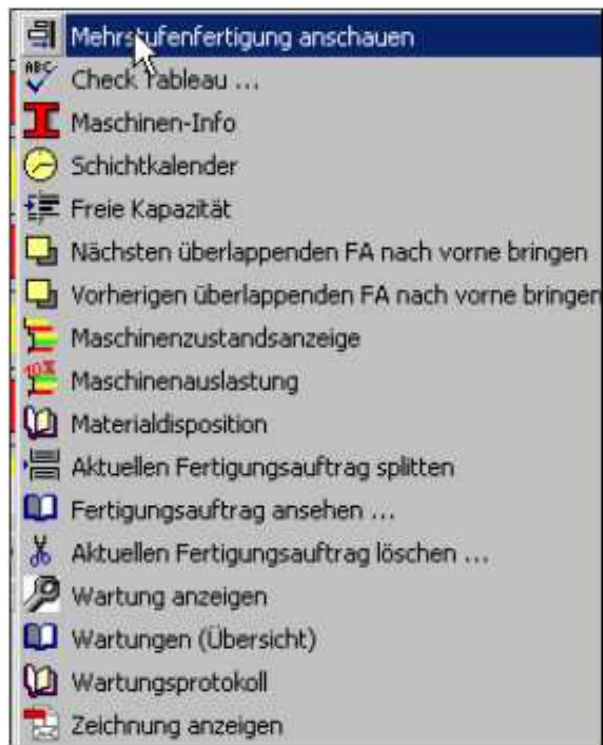 Mehrstufenfertigung anschauen
ABC
Check Tableau ...
Maschinen-Info
Schichtkalender
Freie Kapazität
Nächsten überlappenden FA nach vorne bringen
Vorherigen überlappenden FA nach vorne bringen
Maschinenzustandsanzeige
10%
Maschinenauslastung
Materialdisposition
Aktuellen Fertigungsauftrag splitten
Fertigungsauftrag ansehen ...
Aktuellen Fertigungsauftrag löschen ...
Wartung anzeigen
Wartungen (Übersicht)
Wartungsprotokoll
Zeichnung anzeigen